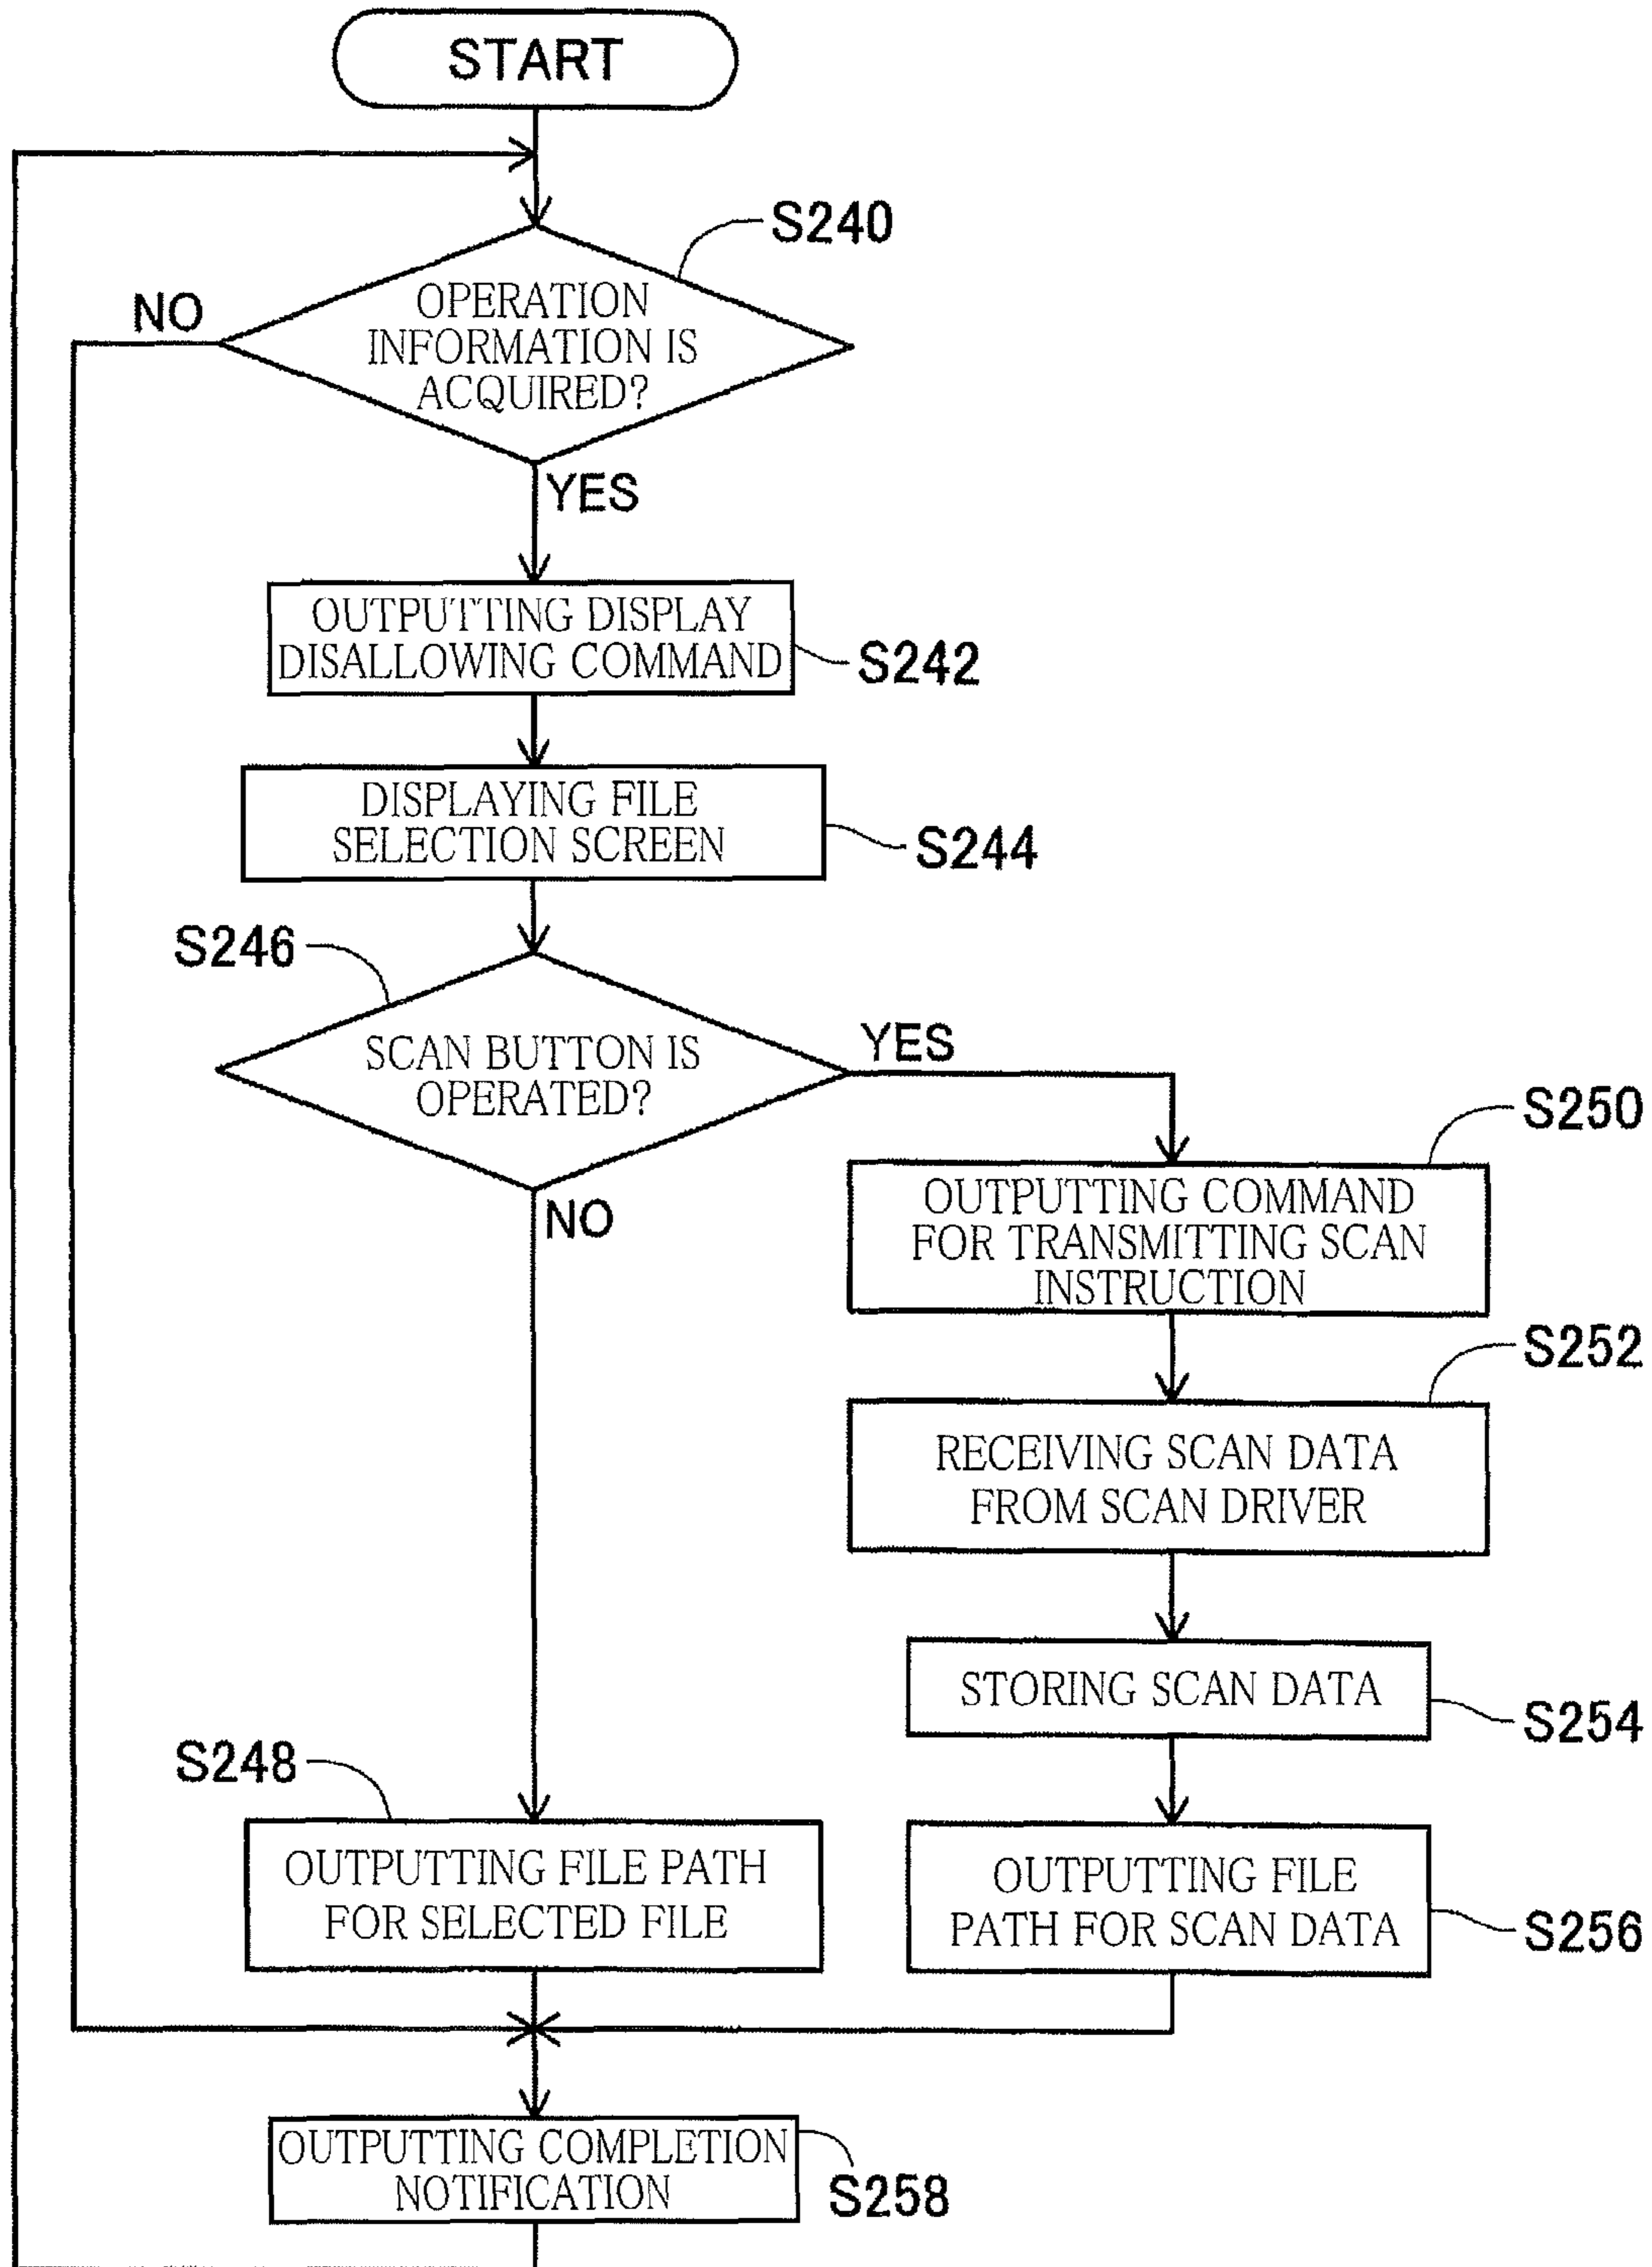 START
S240
NO
OPERATION
INFORMATION IS
ACQUIRED?
YES
OUTPUTTING DISPLAY
DISALLOWING COMMAND
S242
DISPLAYING FILE
SELECTION SCREEN
S244
S246
SCAN BUTTON IS
OPERATED?
YES
NO
S250
OUTPUTTING COMMAND
FOR TRANSMITTING SCAN
INSTRUCTION
S252
RECEIVING SCAN DATA
FROM SCAN DRIVER
STORING SCAN DATA
S254
S248
OUTPUTTING FILE PATH
FOR SELECTED FILE
OUTPUTTING FILE
PATH FOR SCAN DATA
S256
OUTPUTTING COMPLETION
NOTIFICATION
S258